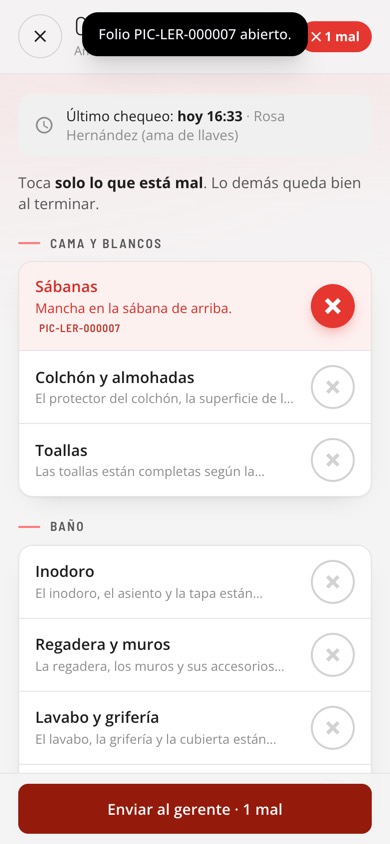 Folio PIC-LER-000007 abierto.
1 mal
Último chequeo: hoy 16:33 · Rosa
Hernández (ama de llaves)
Toca solo lo que está mal. Lo demás queda bien
al terminar.
CAMA Y BLANCOS
Sábanas
Mancha en la sábana de arriba.
PIC-LER-000007
Colchón y almohadas
El protector del colchón, la superficie de l...
Toallas
Las toallas están completas según la...
BAÑO
Inodoro
El inodoro, el asiento y la tapa están...
Regadera y muros
La regadera, los muros y sus accesorios...
Lavabo y grifería
El lavabo, la grifería y la cubierta están...
Enviar al gerente · 1 mal